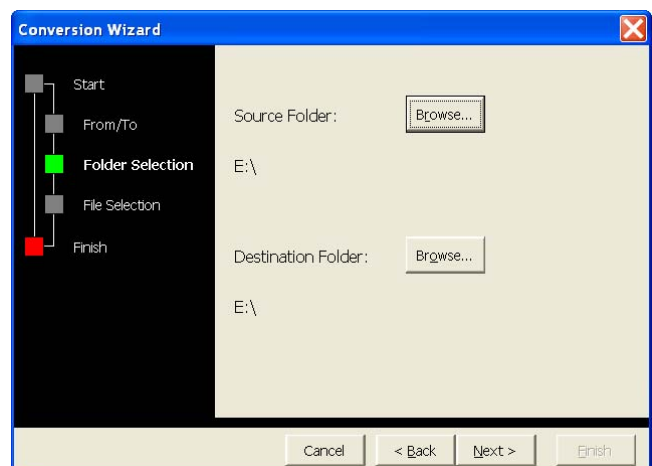 Conversion Wizard
Start
From/To
Folder Selection
File Selection
Finish
Source Folder: Browse...
E:\
Destination Folder: Browse...
E:\
Cancel < Back Next > Finish